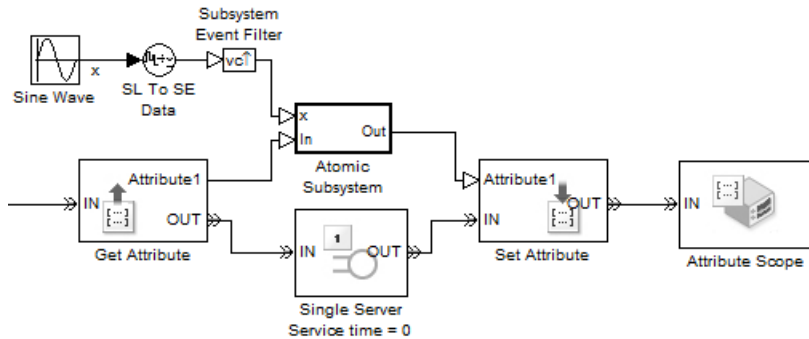 Subsystem
Event Filter
vc↑
x
Sine Wave
SL To SE
Data
x
In
Out
Atomic
Subsystem
IN
Attribute1
[...]
OUT
Get Attribute
IN
1
OUT
Single Server
Service time = 0
Attribute1
[...]
OUT
IN
Set Attribute
IN
[...]
Attribute Scope